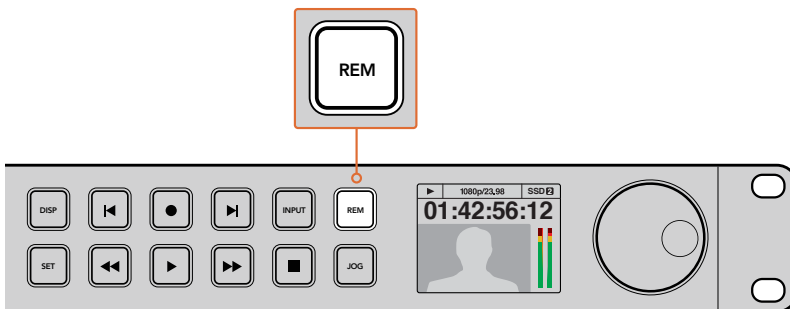 REM
DISP
INPUT
REM
1080p/23.98
SSD 2
01:42:56:12
SET
JOG